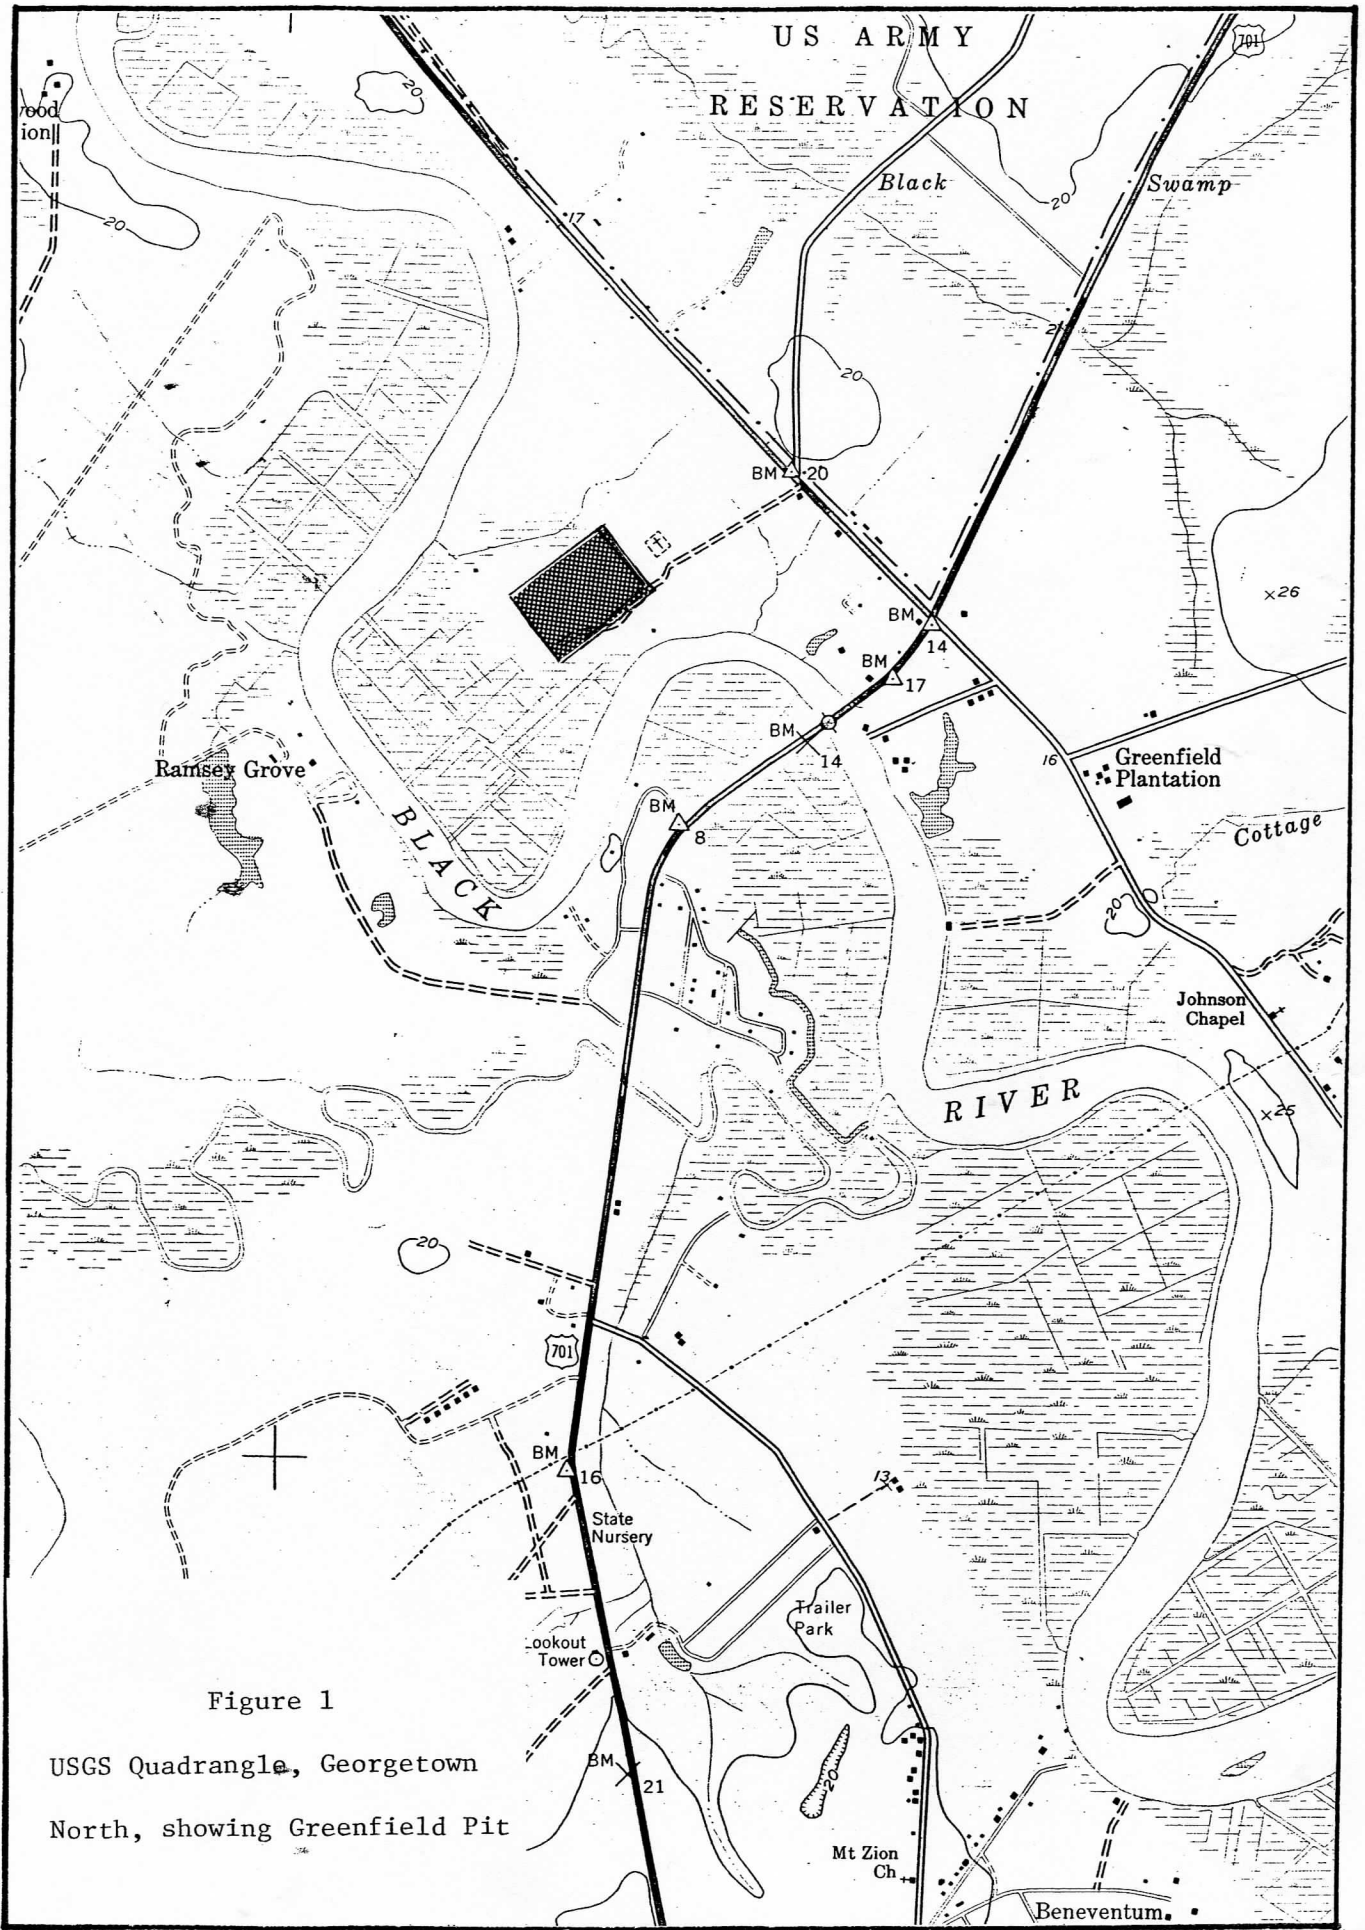 US ARMY
701
RESERVATION
20
wood
ion
Black
Swamp
20
20
17
21
20
BM 20
×26
BM
14
BM
17
BM
14
16
Greenfield
Plantation
Ramsey Grove
BLACK
BM
8
Cottage
20
Johnson
Chapel
RIVER
×25
20
701
BM
16
13
State
Nursery
Trailer
Park
Lookout
Tower
Figure 1
USGS Quadrangle, Georgetown
North, showing Greenfield Pit
BM
21
20
Mt Zion
Ch
Beneventum